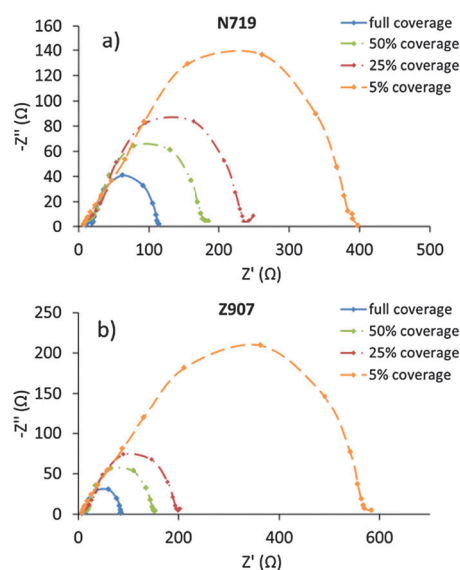 N719
a)
full coverage
50% coverage
25% coverage
5% coverage
-Z'' (Ω)
160
140
120
100
80
60
40
20
0
0 100 200 300 400 500
Z' (Ω)
Z907
b)
full coverage
50% coverage
25% coverage
5% coverage
-Z'' (Ω)
250
200
150
100
50
0
0 200 400 600
Z' (Ω)